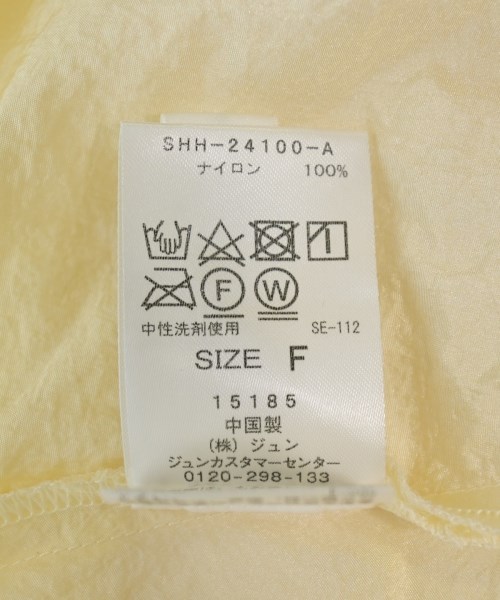 SHH-24100-A
ナイロン 100%
F W
中性洗剤使用 SE-112
SIZE F
15185
中国製
(株)ジュン
ジュンカスタマーセンター
0120-298-133